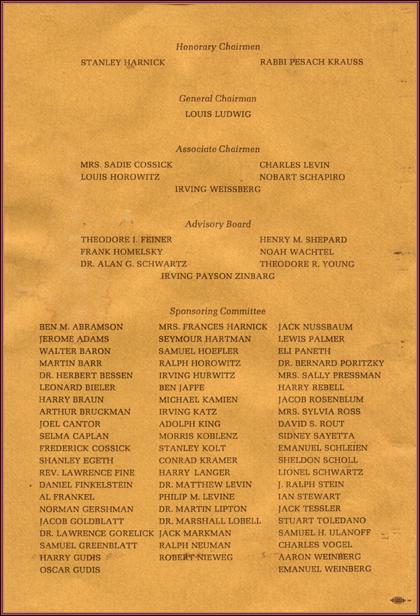 Honorary Chairmen
STANLEY HARNICK RABBI PESACH KRAUSS
General Chairman
LOUIS LUDWIG
Associate Chairmen
MRS. SADIE COSSICK CHARLES LEVIN
LOUIS HOROWITZ NOBART SCHAPIRO
IRVING WEISSBERG
Advisory Board
THEODORE I. FEINER HENRY M. SHEPARD
FRANK HOMELSKY NOAH WACHTEL
DR. ALAN G. SCHWARTZ THEODORE R. YOUNG
IRVING PAYSON ZINBARG
Sponsoring Committee
BEN M. ABRAMSON MRS. FRANCES HARNICK JACK NUSSBAUM
JEROME ADAMS SEYMOUR HARTMAN LEWIS PALMER
WALTER BARON SAMUEL HOEFLER ELI PANETH
MARTIN BARR RALPH HOROWITZ DR. BERNARD PORITZKY
DR. HERBERT BESSEN IRVING HURWITZ MRS. SALLY PRESSMAN
LEONARD BIELER BEN JAFFE HARRY REBELL
HARRY BRAUN MICHAEL KAMIEN JACOB ROSENBLUM
ARTHUR BRUCKMAN IRVING KATZ MRS. SYLVIA ROSS
JOEL CANTOR ADOLPH KING DAVID S. ROUT
SELMA CAPLAN MORRIS KOBLENZ SIDNEY SAYETTA
FREDERICK COSSICK STANLEY KOLT EMANUEL SCHLEIEN
SHANLEY EGETH CONRAD KRAMER SHELDON SCHOLL
REV. LAWRENCE FINE HARRY LANGER LIONEL SCHWARTZ
DANIEL FINKELSTEIN DR. MATTHEW LEVIN J. RALPH STEIN
AL FRANKEL PHILIP M. LEVINE IAN STEWART
NORMAN GERSHMAN DR. MARTIN LIPTON JACK TESSLER
JACOB GOLDBLATT DR. MARSHALL LOBELL STUART TOLEDANO
DR. LAWRENCE GORELICK JACK MARKMAN SAMUEL H. ULANOFF
SAMUEL GREENBLATT RALPH NEUMAN CHARLES VOGEL
HARRY GUDIS ROBERT NIEWEG AARON WEINBERG
OSCAR GUDIS EMANUEL WEINBERG